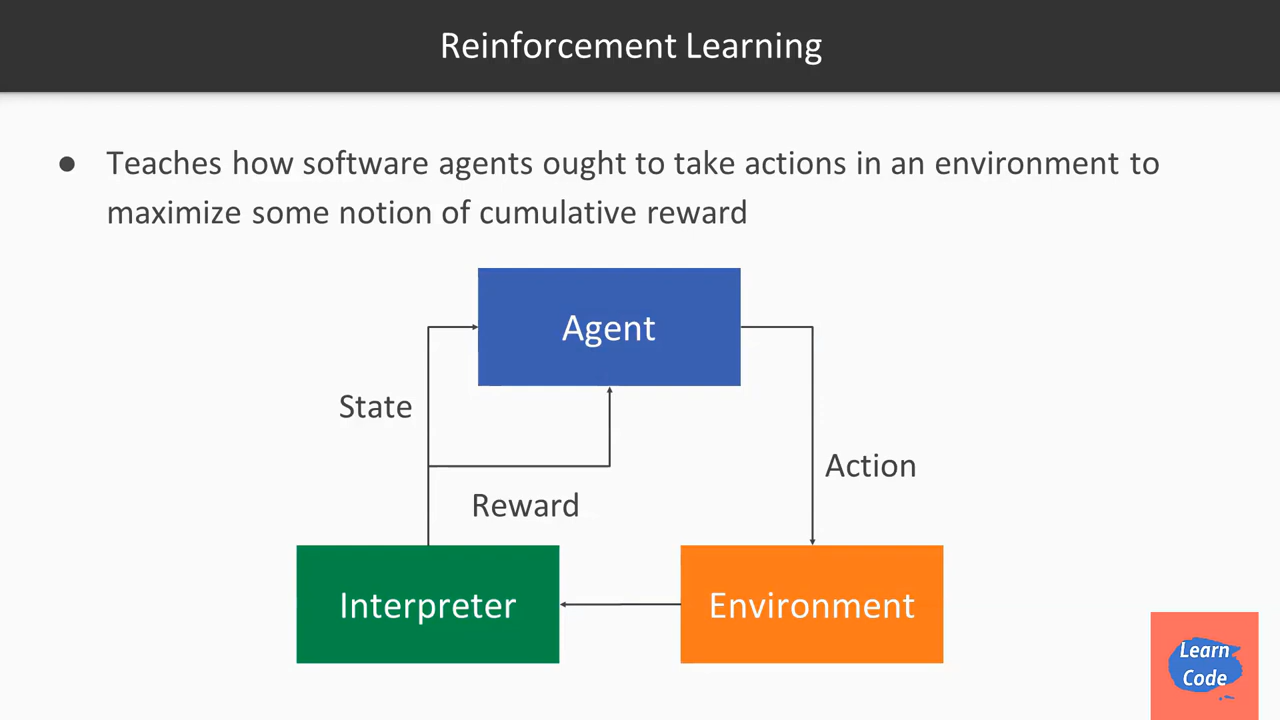 Reinforcement Learning
● Teaches how software agents ought to take actions in an environment to
maximize some notion of cumulative reward
Agent
State
Action
Reward
Interpreter
Environment
Learn
Code